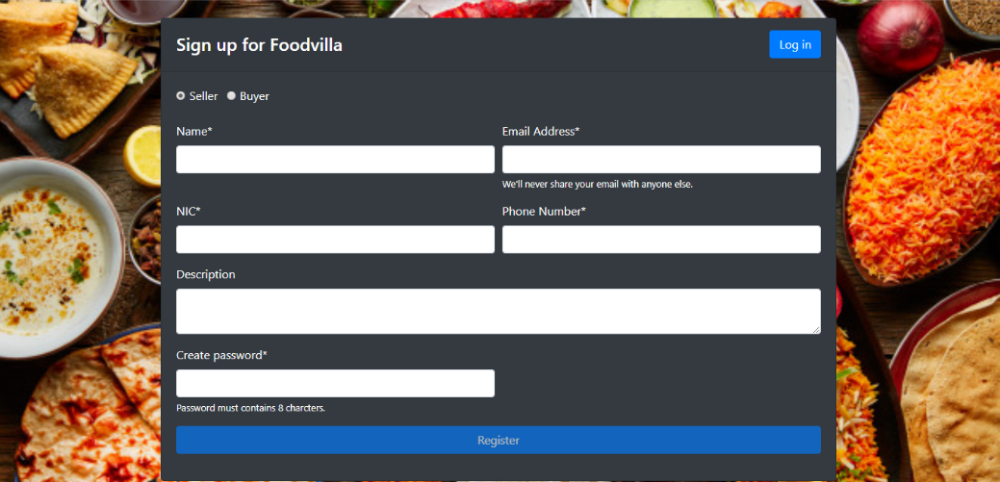 Sign up for Foodvilla
Log in
Seller Buyer
Name* Email Address*
We'll never share your email with anyone else.
NIC* Phone Number*
Description
Create password*
Password must contains 8 charcters.
Register